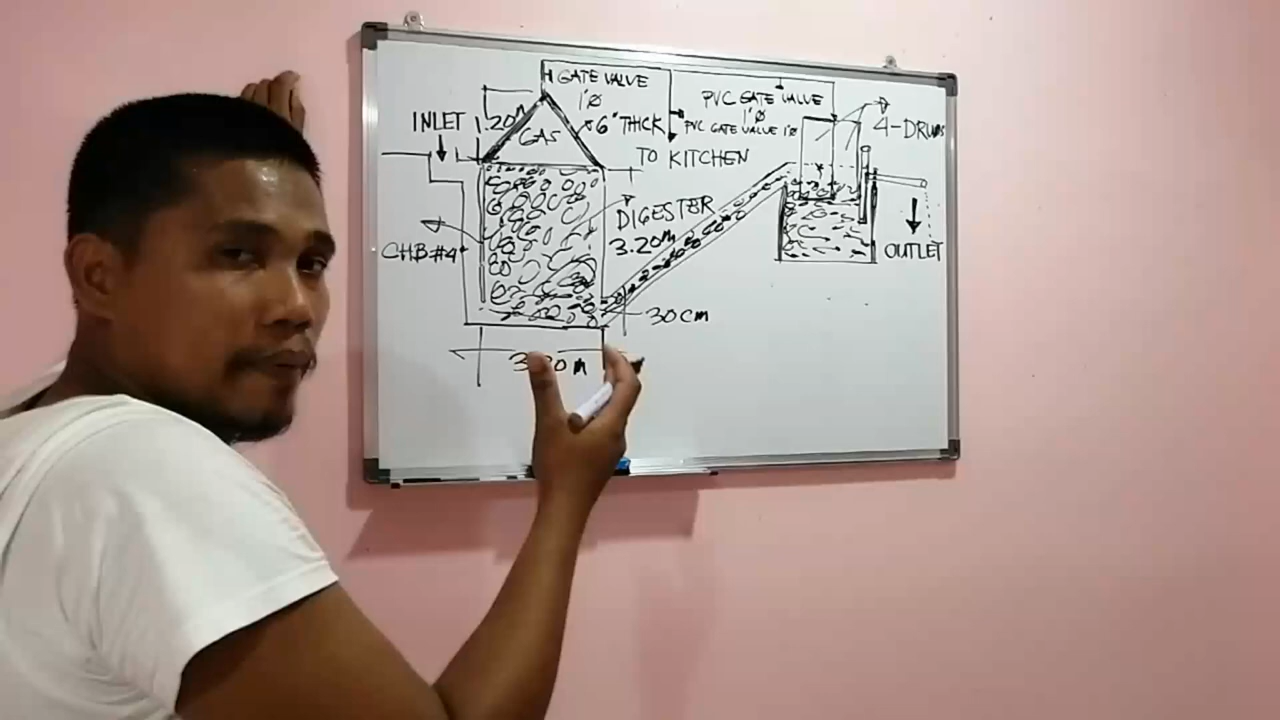 GATE VALVE
1"Ø
PVC GATE VALVE
1"Ø
PVC GATE VALVE 1"Ø
4-DRUMS
INLET
.20m
GAS
6" THICK
TO KITCHEN
DIGESTER
3.20m
CHB#4
OUTLET
30cm